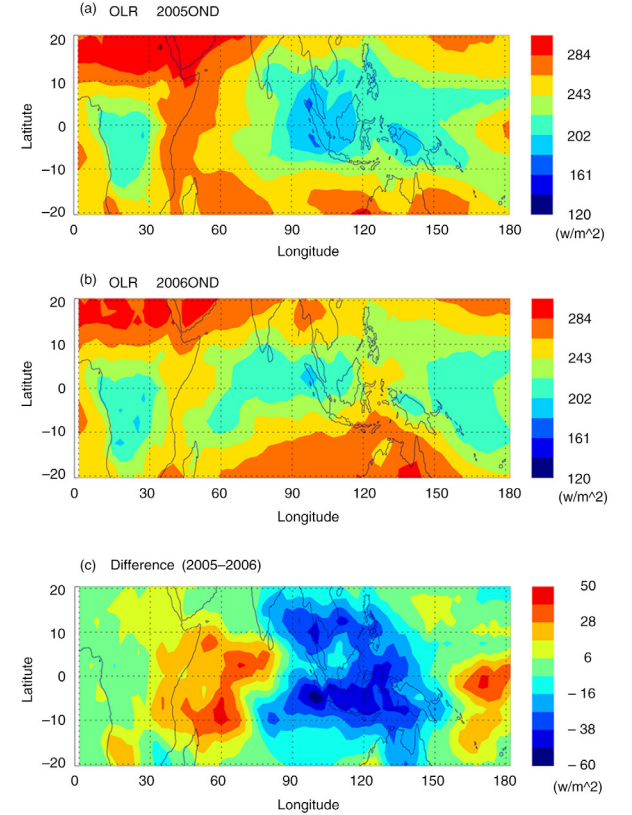 (a) OLR 2005OND
20
10
0
−10
−20
Latitute
0 30 60 90 120 150 180
Longitude
284
243
202
161
120
(w/m^2)
(b) OLR 2006OND
20
10
0
−10
−20
Latitute
0 30 60 90 120 150 180
Longitude
284
243
202
161
120
(w/m^2)
(c) Difference (2005–2006)
20
10
0
−10
−20
Latitute
0 30 60 90 120 150 180
Longitude
50
28
6
− 16
− 38
− 60
(w/m^2)